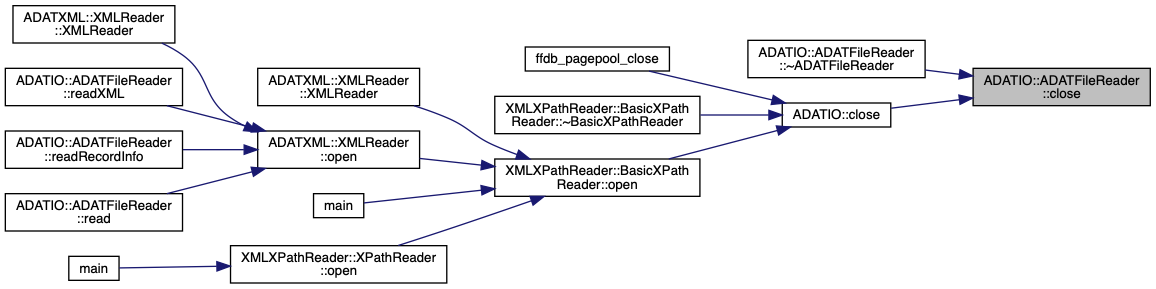 ADATXML::XMLReader
::XMLReader
ADATIO::ADATFileReader
::readXML
ADATIO::ADATFileReader
::readRecordInfo
ADATIO::ADATFileReader
::read
main
ADATXML::XMLReader
::XMLReader
ADATXML::XMLReader
::open
main
XMLXPathReader::XPathReader
::open
ffdb_pagepool_close
XMLXPathReader::BasicXPath
Reader::~BasicXPathReader
XMLXPathReader::BasicXPath
Reader::open
ADATIO::ADATFileReader
::~ADATFileReader
ADATIO::close
ADATIO::ADATFileReader
::close